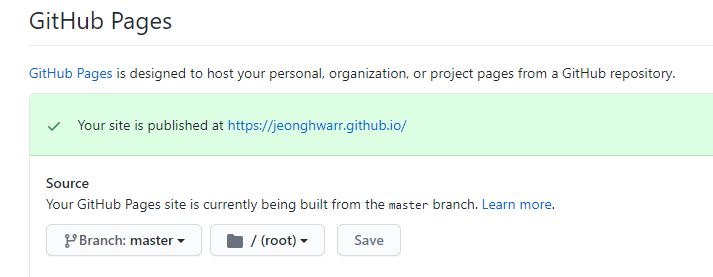 GitHub Pages
GitHub Pages is designed to host your personal, organization, or project pages from a GitHub repository.
Your site is published at https://jeonghwarr.github.io/
Source
Your GitHub Pages site is currently being built from the master branch. Learn more.
Branch: master / (root) Save